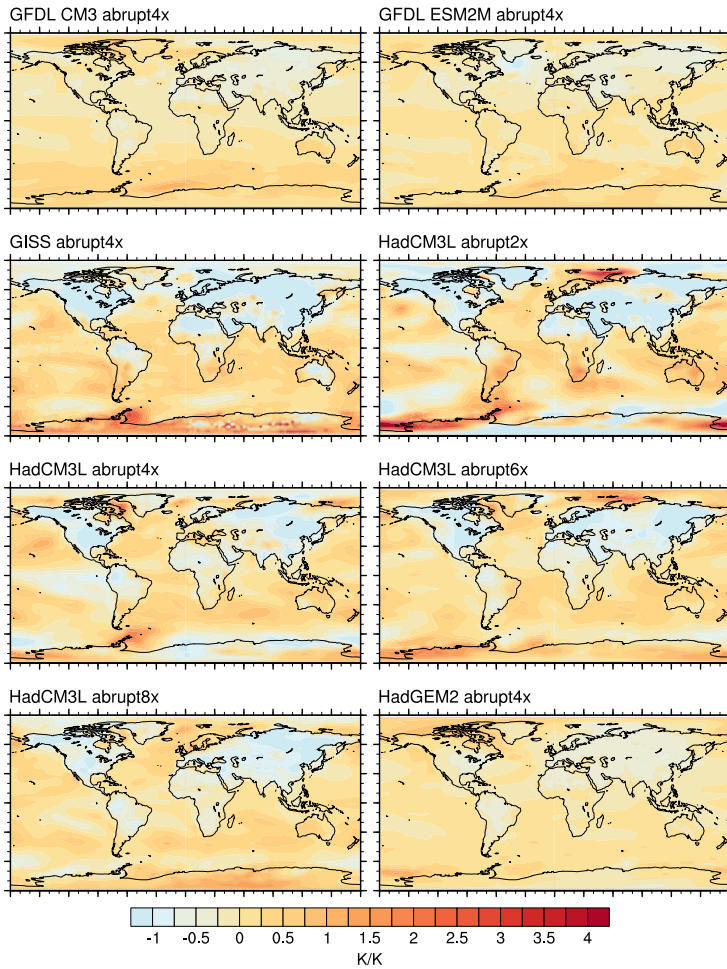 GFDL CM3 abrupt4x
GFDL ESM2M abrupt4x
GISS abrupt4x
HadCM3L abrupt2x
HadCM3L abrupt4x
HadCM3L abrupt6x
HadCM3L abrupt8x
HadGEM2 abrupt4x
-1 -0.5 0 0.5 1 1.5 2 2.5 3 3.5 4
K/K